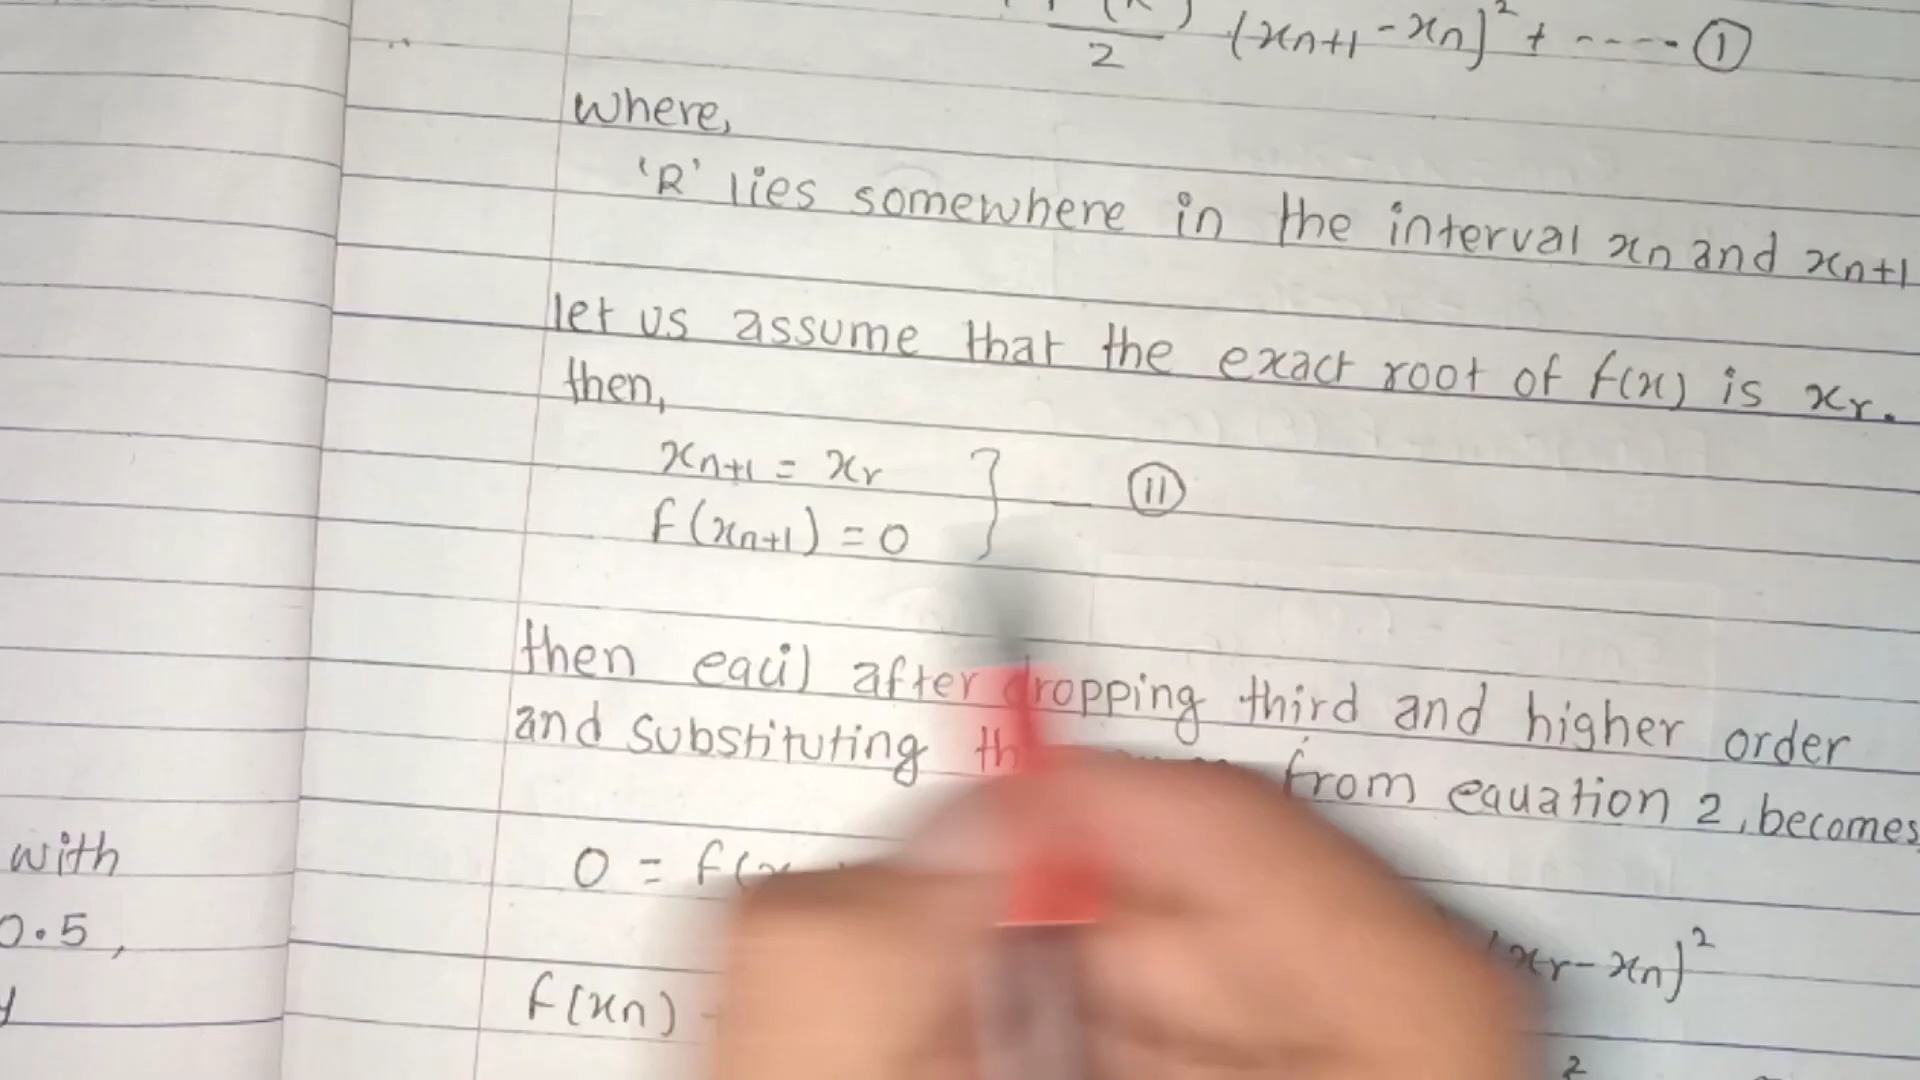 2 (xn+1 - xn)² + ----- ①
where,
'R' lies somewhere in the interval xn and xn+1
let us assume that the exact root of f(x) is xr.
then,
xn+1 = xr
f(xn+1) = 0 } — ⑪
then eq(i) after dropping third and higher order
and substituting from equation 2, becomes
0 = (xr - xn)²
f(xn)
2
with
0.5,